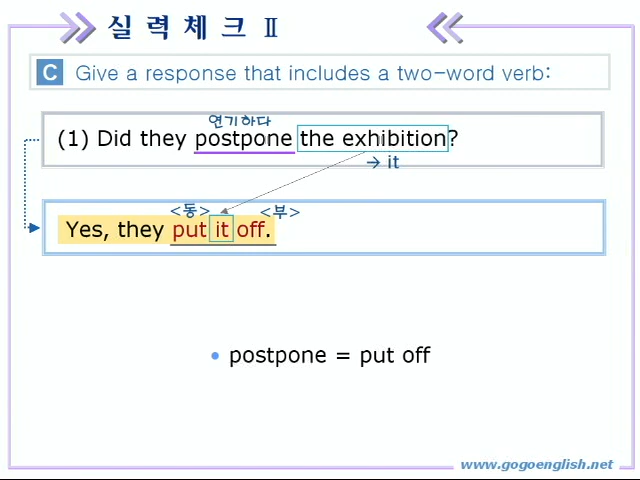 실력체크 Ⅱ
C Give a response that includes a two-word verb:
연기하다
(1) Did they postpone the exhibition?
→ it
<동> <부>
Yes, they put it off.
• postpone = put off
www.gogoenglish.net